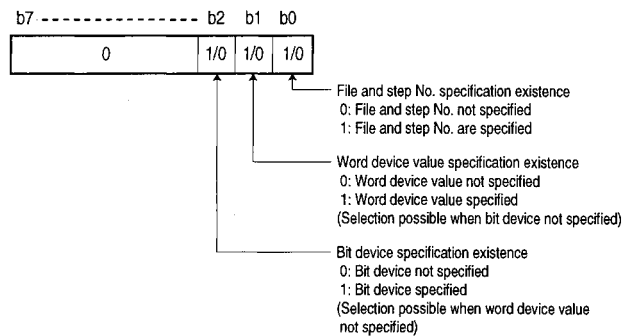 b7 b2 b1 b0
0 1/0 1/0 1/0
File and step No. specification existence
0: File and step No. not specified
1: File and step No. are specified
Word device value specification existence
0: Word device value not specified
1: Word device value specified
(Selection possible when bit device not specified)
Bit device specification existence
0: Bit device not specified
1: Bit device specified
(Selection possible when word device value
not specified)